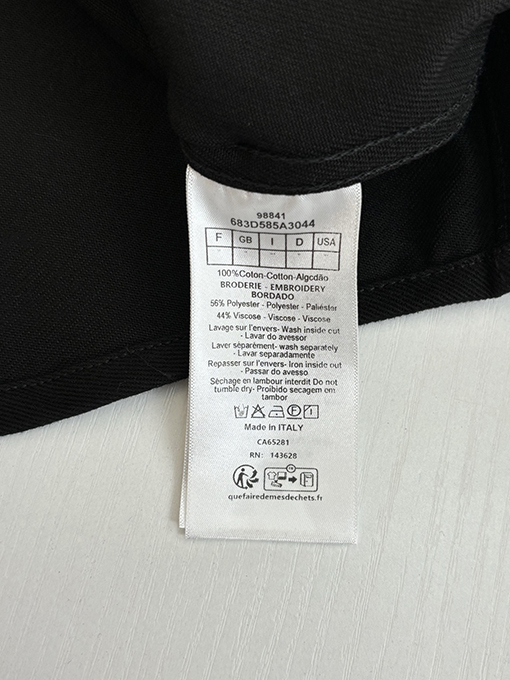 98841
683D585A3044
F GB I D USA
100%Coton-Cotton-Algcdão
BRODERIE - EMBROIDERY
BORDADO
56% Polyester - Polyester - Paliéster
44% Viscose - Viscose - Viscose
Lavage sur l'envers- Wash inside out
- Lavar do avessor
Laver séparément- wash separately
- Lavar separadamente
Repasser sur l'envers- Iron inside out
- Passar do avesso
Séchage en lambour interdit Do not
tumble dry- Proibido secagem em
tambor
Made in ITALY
CA65281
RN: 143628
FR
quefairedemesdechets.fr